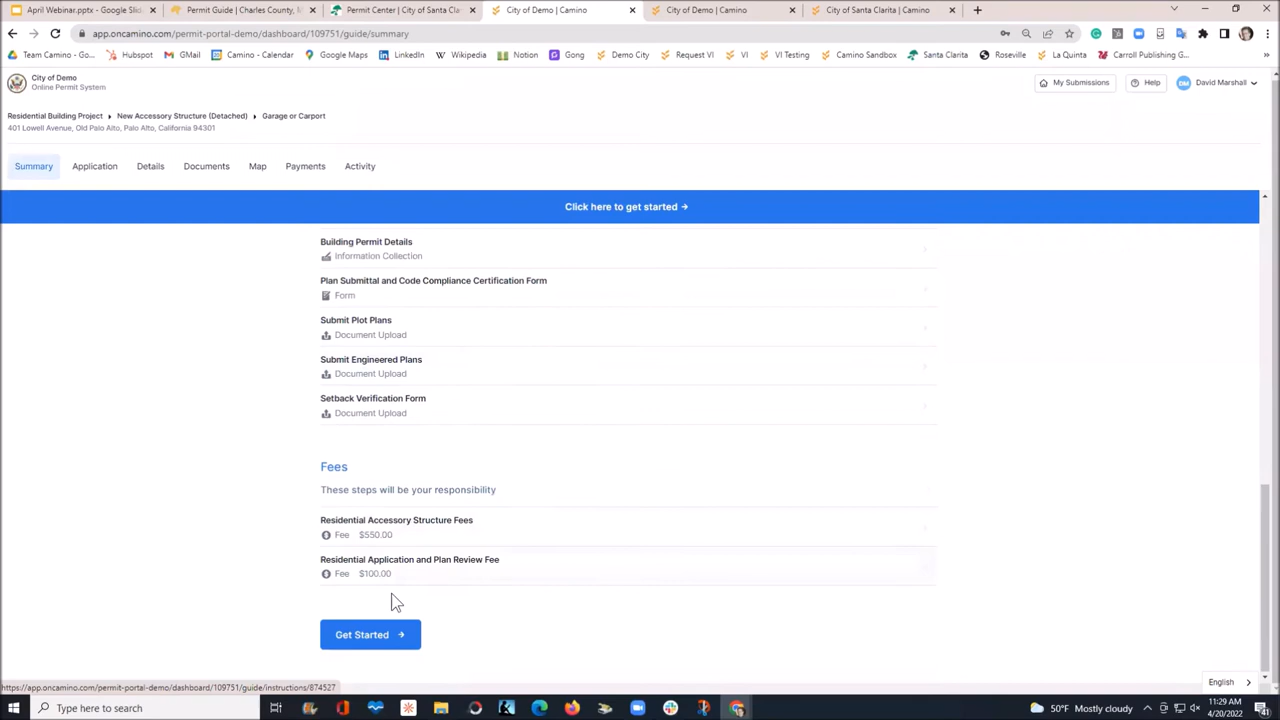 April Webinar.pptx - Google Slid
Permit Guide | Charles County, M
Permit Center | City of Santa Cla
City of Demo | Camino
City of Demo | Camino
City of Santa Clarita | Camino
app.oncamino.com/permit-portal-demo/dashboard/109751/guide/summary
Team Camino - Go...
Hubspot
GMail
Camino - Calendar
Google Maps
LinkedIn
Wikipedia
Notion
Gong
Demo City
Request VI
VI
VI Testing
Camino Sandbox
Santa Clarita
Roseville
La Quinta
Carroll Publishing G...
City of Demo
Online Permit System
My Submissions
Help
DM
David Marshall
Residential Building Project
New Accessory Structure (Detached)
Garage or Carport
401 Lowell Avenue, Old Palo Alto, Palo Alto, California 94301
Summary
Application
Details
Documents
Map
Payments
Activity
Click here to get started →
Building Permit Details
Information Collection
Plan Submittal and Code Compliance Certification Form
Form
Submit Plot Plans
Document Upload
Submit Engineered Plans
Document Upload
Setback Verification Form
Document Upload
Fees
These steps will be your responsibility
Residential Accessory Structure Fees
Fee $550.00
Residential Application and Plan Review Fee
Fee $100.00
Get Started →
English
https://app.oncamino.com/permit-portal-demo/dashboard/109751/guide/instructions/874527
Type here to search
50°F Mostly cloudy
11:29 AM
4/20/2022